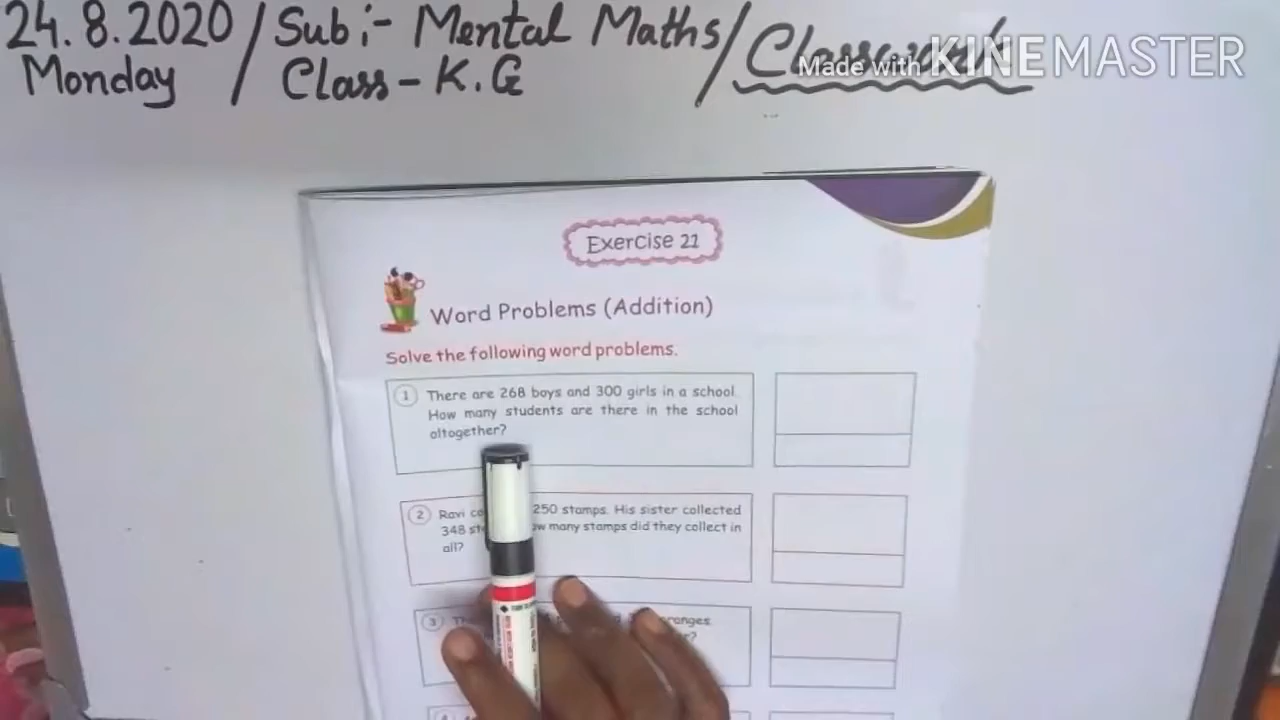 24.8.2020 / Sub:- Mental Maths / Classwork
Monday / Class - K.G
Made with KINEMASTER
Exercise 21
Word Problems (Addition)
Solve the following word problems.
1 There are 268 boys and 300 girls in a school.
How many students are there in the school
altogether?
2 Ravi 250 stamps. His sister collected
348 how many stamps did they collect in
all?
3 oranges.